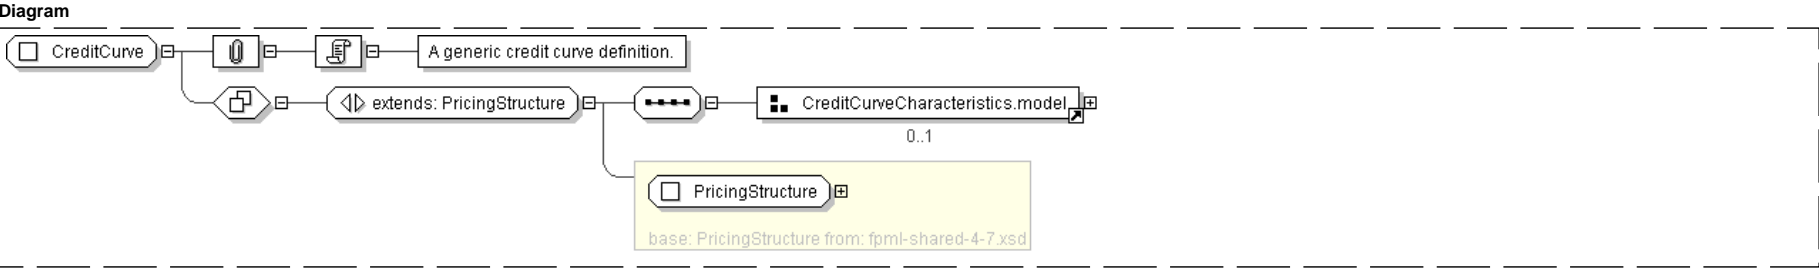 Diagram
CreditCurve
A generic credit curve definition.
extends: PricingStructure
CreditCurveCharacteristics.model
0..1
PricingStructure
base: PricingStructure from: fpml-shared-4-7.xsd